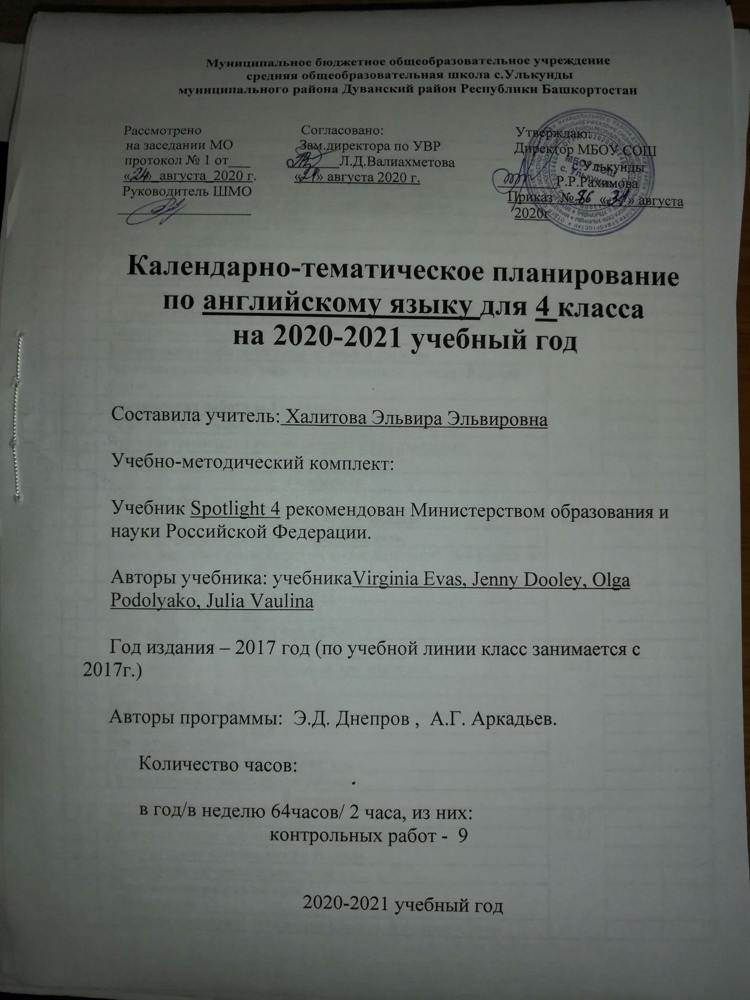 Муниципальное бюджетное общеобразовательное учреждение
средняя общеобразовательная школа с.Улькунды
муниципального района Дуванский район Республики Башкортостан
Рассмотрено
на заседании МО
протокол № 1 от___
«24» августа 2020 г.
Руководитель ШМО
Согласовано:
Зам.директора по УВР
Л.Д.Валиахметова
» августа 2020 г.
Утверждаю:
Директор МБОУ СОШ
с.Улькунды
Р.Р.Рахимова
Приказ № 86 «31» августа
2020г
МБОУ СОШ
с. Улькунды
Календарно-тематическое планирование
по английскому языку для 4 класса
на 2020-2021 учебный год
Составила учитель: Халитова Эльвира Эльвировна
Учебно-методический комплект:
Учебник Spotlight 4 рекомендован Министерством образования и
науки Российской Федерации.
Авторы учебника: учебникаVirginia Evas, Jenny Dooley, Olga
Podolyako, Julia Vaulina
Год издания – 2017 год (по учебной линии класс занимается с
2017г.)
Авторы программы: Э.Д. Днепров , А.Г. Аркадьев.
Количество часов:
в год/в неделю 64часов/ 2 часа, из них:
контрольных работ - 9
2020-2021 учебный год